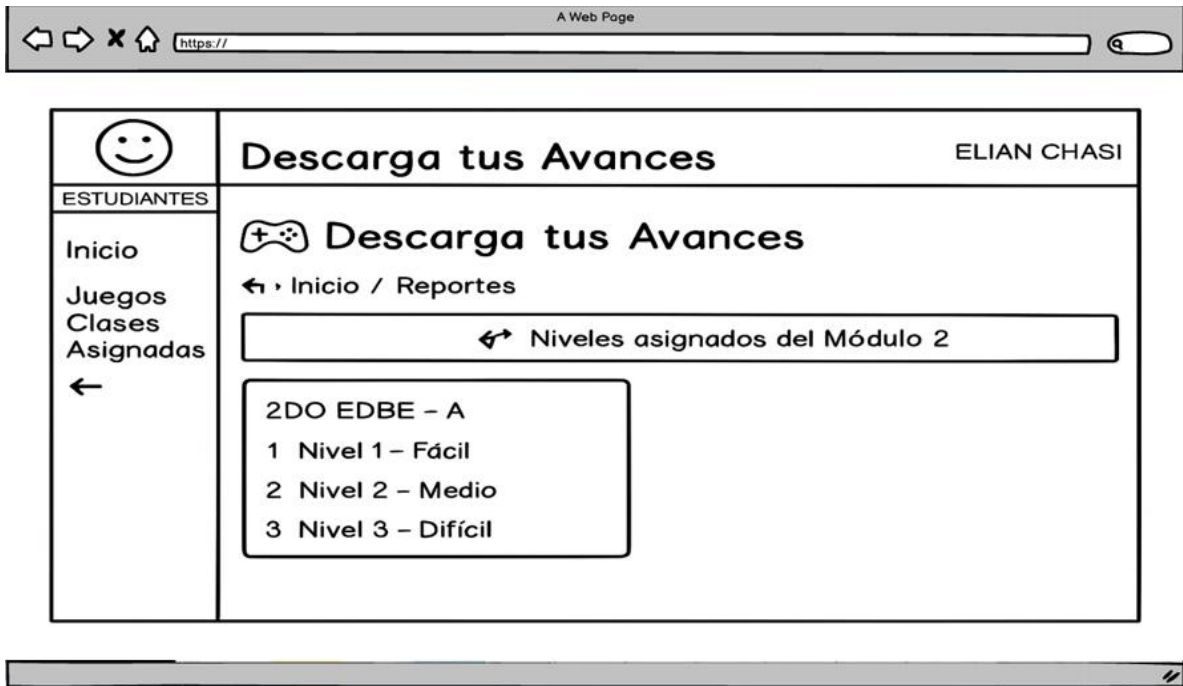 A Web Page
https://
ESTUDIANTES
Inicio
Juegos
Clases
Asignadas
Descarga tus Avances
ELIAN CHASI
Descarga tus Avances
Inicio / Reportes
Niveles asignados del Módulo 2
2DO EDBE – A
1 Nivel 1 – Fácil
2 Nivel 2 – Medio
3 Nivel 3 – Difícil